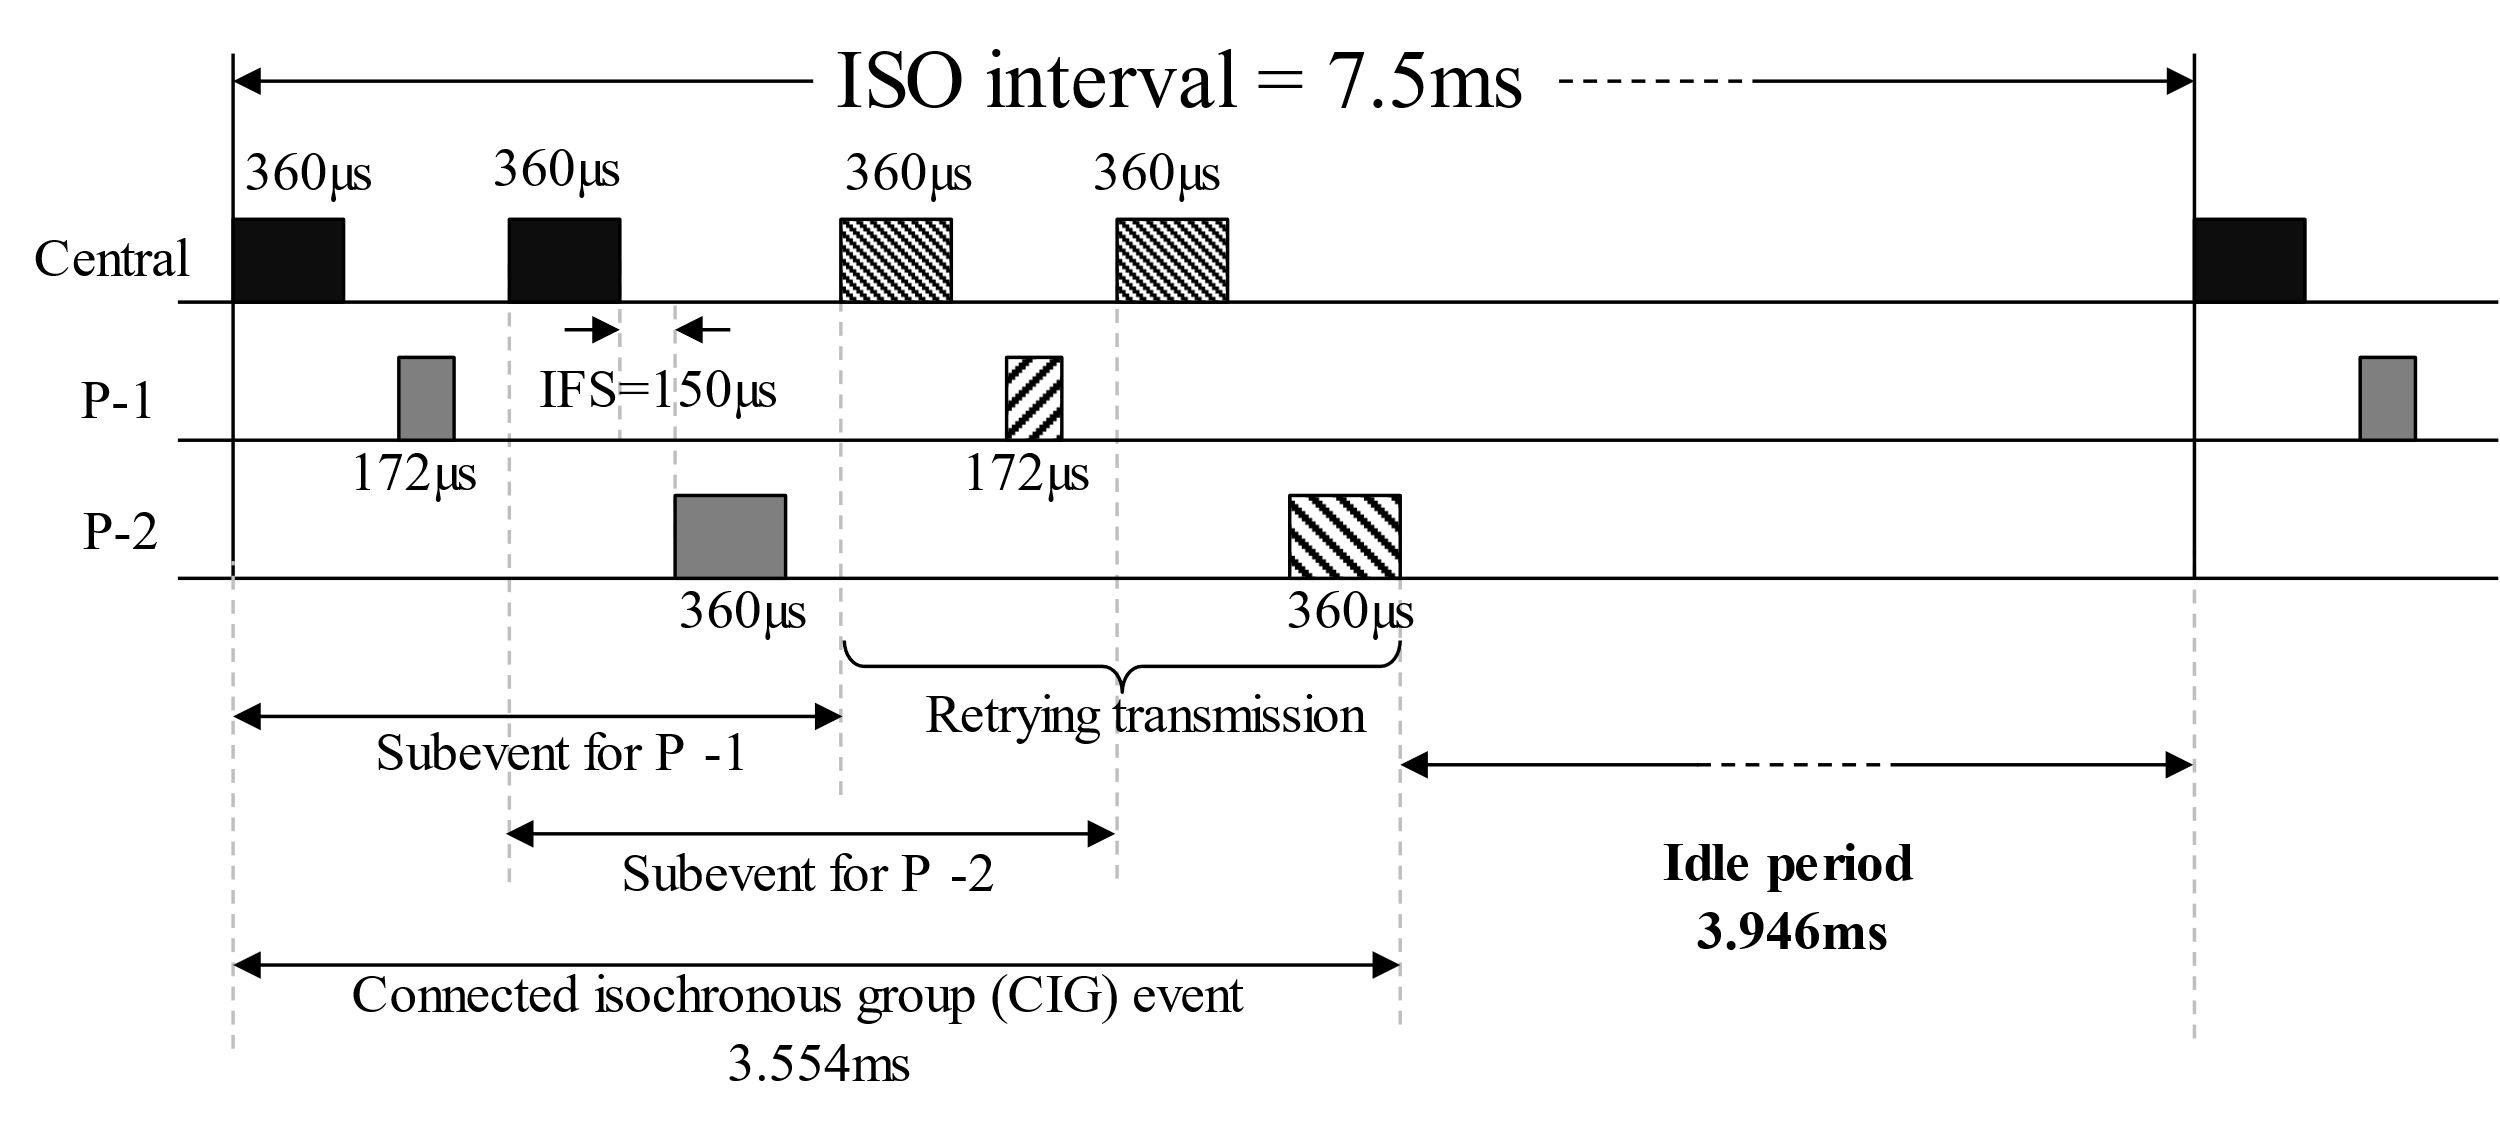 ISO interval = 7.5ms
360μs
360μs
360μs
360μs
Central
P-1
IFS=150μs
172μs
172μs
P-2
360μs
360μs
Retrying transmission
Subevent for P -1
Subevent for P -2
Idle period
3.946ms
Connected isochronous group (CIG) event
3.554ms